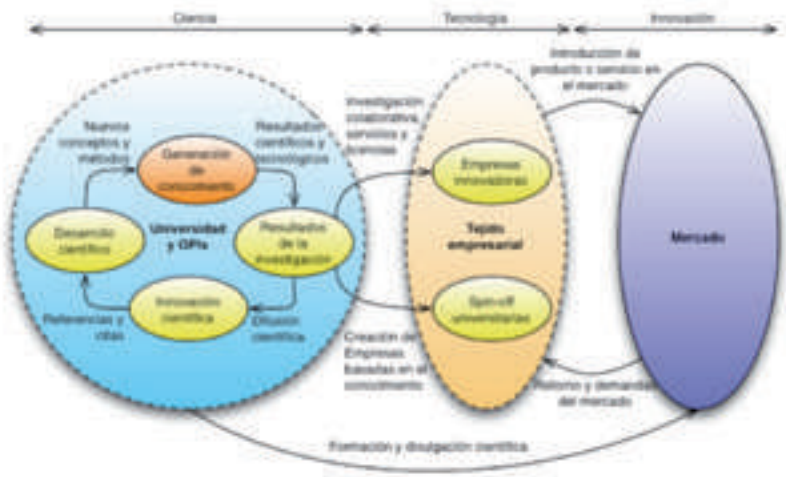 Ciencia
Tecnología
Innovación
Introducción de
producto o servicio en
el mercado
Nuevos
conceptos y
métodos
Resultados
científicos y
tecnológicos
Investigación
colaborativa,
servicios y
licencias
Generación
de
conocimiento
Empresas
innovadoras
Desarrollo
científico
Universidad
y OPIs
Resultados
de la
investigación
Tejido
empresarial
Mercado
Innovación
científica
Spin-off
universitarias
Referencias y
citas
Difusión
científica
Creación de
Empresas
basadas en el
conocimiento
Retorno y demandas
del mercado
Formación y divulgación científica